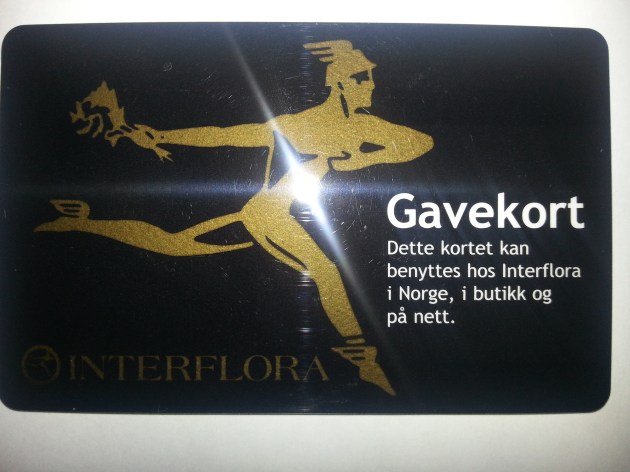 Gavekort
Dette kortet kan
benyttes hos Interflora
i Norge, i butikk og
på nett.
INTERFLORA